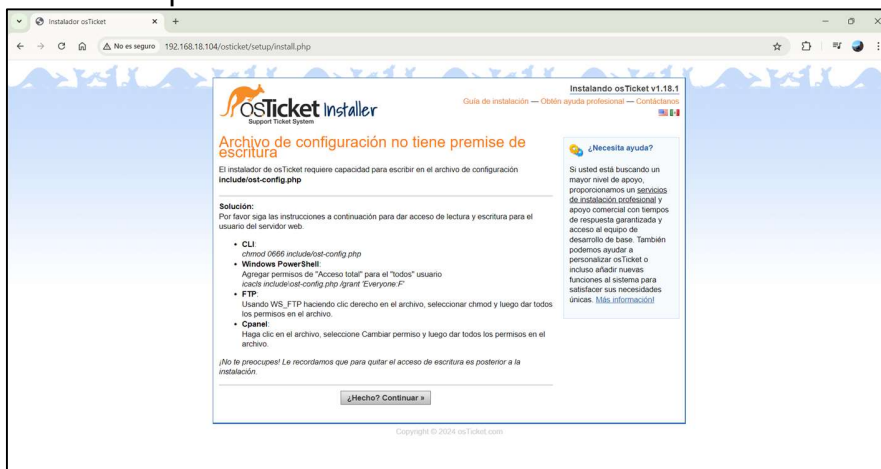 Instalador osTicket
No es seguro 192.168.18.104/osticket/setup/install.php
osTicket Installer
Support Ticket System
Instalando osTicket v1.18.1
Guía de instalación — Obtén ayuda profesional — Contáctanos
Archivo de configuración no tiene premise de
escritura
El instalador de osTicket requiere capacidad para escribir en el archivo de configuración
include/ost-config.php
Solución:
Por favor siga las instrucciones a continuación para dar acceso de lectura y escritura para el
usuario del servidor web.
• CLI:
chmod 0666 include/ost-config.php
• Windows PowerShell:
Agregar permisos de "Acceso total" para el "todos" usuario
icacls include\ost-config.php /grant 'Everyone:F'
• FTP:
Usando WS_FTP haciendo clic derecho en el archivo, seleccionar chmod y luego dar todos
los permisos en el archivo.
• Cpanel:
Haga clic en el archivo, seleccione Cambiar permiso y luego dar todos los permisos en el
archivo.
¡No te preocupes! Le recordamos que para quitar el acceso de escritura es posterior a la
instalación.
¿Hecho? Continuar »
¿Necesita ayuda?
Si usted está buscando un
mayor nivel de apoyo,
proporcionamos un servicios
de instalación profesional y
apoyo comercial con tiempos
de respuesta garantizada y
acceso al equipo de
desarrollo de base. También
podemos ayudar a
personalizar osTicket o
incluso añadir nuevas
funciones al sistema para
satisfacer sus necesidades
únicas. Más información!
Copyright © 2024 osTicket.com